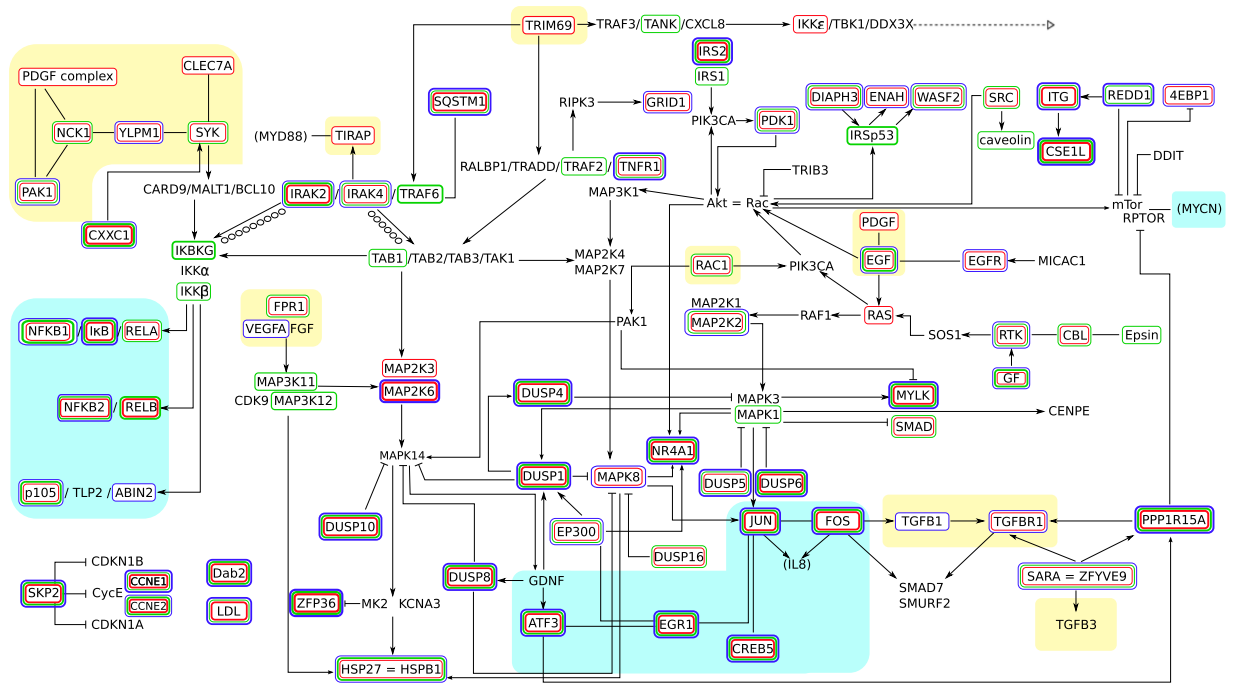 TRIM69
TRAF3/ TANK /CXCL8
IKKε /TBK1/DDX3X
IRS2
IRS1
CLEC7A
PDGF complex
SQSTM1
RIPK3
GRID1
PIK3CA
PDK1
DIAPH3
ENAH
WASF2
SRC
ITG
REDD1
4EBP1
NCK1
YLPM1
SYK
(MYD88)
TIRAP
IRSp53
caveolin
CSE1L
DDIT
RALBP1/TRADD/ TRAF2 / TNFR1
TRIB3
PAK1
CARD9/MALT1/BCL10
IRAK2 / IRAK4 / TRAF6
MAP3K1
Akt = Rac
mTor
RPTOR
(MYCN)
CXXC1
PDGF
IKBKG
TAB1 /TAB2/TAB3/TAK1
MAP2K4
MAP2K7
RAC1
PIK3CA
EGF
EGFR
MICAC1
IKKα
IKKβ
FPR1
VEGFA FGF
MAP2K1
MAP2K2
RAF1
RAS
PAK1
SOS1
RTK
CBL
Epsin
NFKB1 / IκB / RELA
MAP3K11
CDK9 MAP3K12
MAP2K3
MAP2K6
DUSP4
GF
MYLK
MAPK3
MAPK1
CENPE
SMAD
NFKB2 / RELB
NR4A1
MAPK14
DUSP1
MAPK8
DUSP5
DUSP6
p105 / TLP2 / ABIN2
DUSP10
EP300
JUN
FOS
TGFB1
TGFBR1
PPP1R15A
DUSP16
(IL8)
CDKN1B
SKP2
CycE
CCNE1
CCNE2
CDKN1A
Dab2
LDL
DUSP8
GDNF
SMAD7
SMURF2
SARA = ZFYVE9
ZFP36
MK2
KCNA3
ATF3
EGR1
CREB5
TGFB3
HSP27 = HSPB1